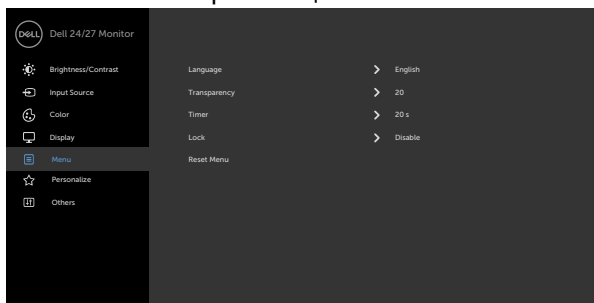 DELL Dell 24/27 Monitor
Brightness/Contrast Language English
Input Source Transparency 20
Color Timer 20 s
Display Lock Disable
Menu Reset Menu
Personalize
Others